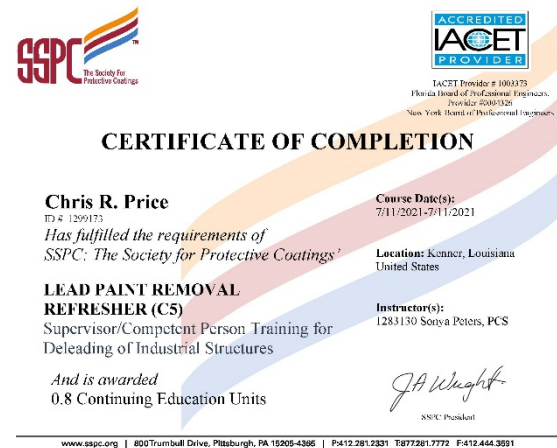 SSPC
The Society For
Protective Coatings
TM
ACCREDITED
IACET
PROVIDER
IACET Provider # 1003373
Florida Board of Professional Engineers,
Provider #0004326
New York Board of Professional Engineers
CERTIFICATE OF COMPLETION
Chris R. Price
ID # 1299173
Has fulfilled the requirements of
SSPC: The Society for Protective Coatings'
LEAD PAINT REMOVAL
REFRESHER (C5)
Supervisor/Competent Person Training for
Deleading of Industrial Structures
And is awarded
0.8 Continuing Education Units
Course Date(s):
7/11/2021-7/11/2021
Location: Kenner, Louisiana
United States
Instructor(s):
1283130 Sonya Peters, PCS
JA Wright
SSPC President
www.sspc.org | 800Trumbull Drive, Pittsburgh, PA 15205-4365 | P:412.281.2331 T:877.281.7772 F:412.444.3591